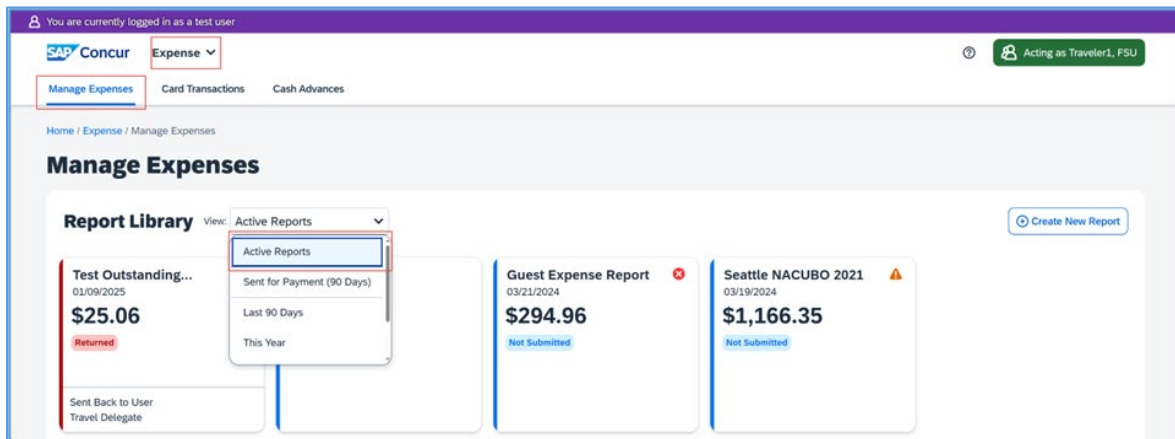 You are currently logged in as a test user
SAP Concur Expense
Acting as Traveler1, FSU
Manage Expenses Card Transactions Cash Advances
Home / Expense / Manage Expenses
Manage Expenses
Report Library View: Active Reports
Create New Report
Active Reports
Sent for Payment (90 Days)
Last 90 Days
This Year
Test Outstanding...
01/09/2025
$25.06
Returned
Sent Back to User
Travel Delegate
Guest Expense Report
03/21/2024
$294.96
Not Submitted
Seattle NACUBO 2021
03/19/2024
$1,166.35
Not Submitted